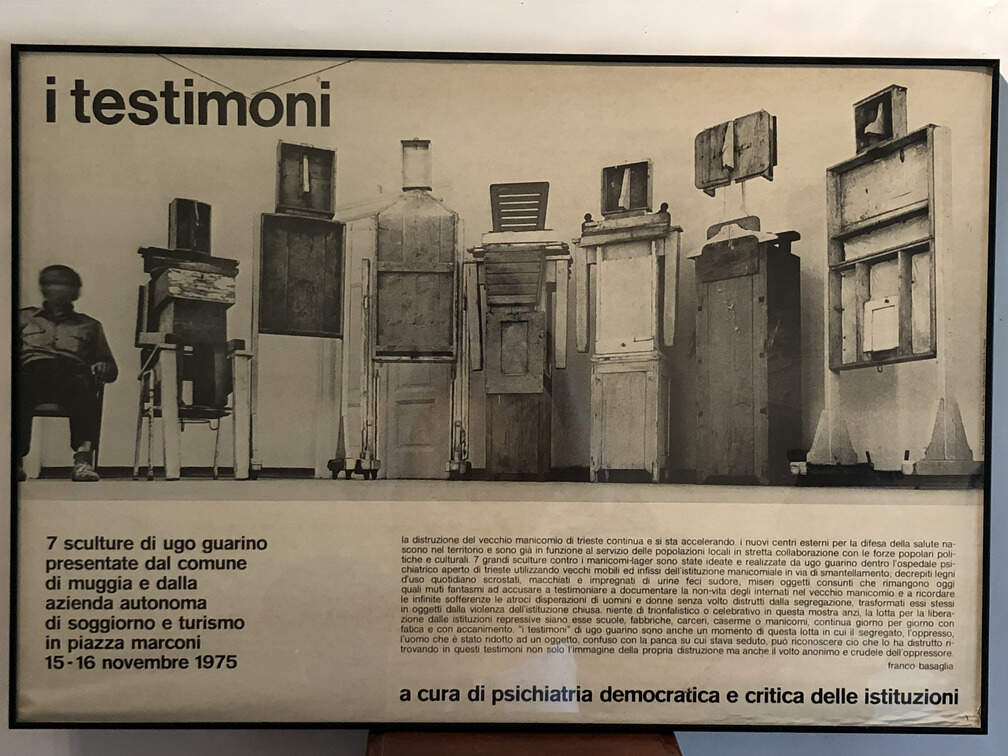 i testimoni
7 sculture di ugo guarino
presentate dal comune
di muggia e dalla
azienda autonoma
di soggiorno e turismo
in piazza marconi
15-16 novembre 1975
la distruzione del vecchio manicomio di trieste continua e si sta accelerando. i nuovi centri esterni per la difesa della salute na-
scono nel territorio e sono già in funzione al servizio delle popolazioni locali in stretta collaborazione con le forze popolari poli-
tiche e culturali. 7 grandi sculture contro i manicomi-lager sono state ideate e realizzate da ugo guarino dentro l'ospedale psi-
chiatrico aperto di trieste utilizzando vecchi mobili ed infissi dell'istituzione manicomiale in via di smantellamento, decrepiti legni
d'uso quotidiano scrostati, macchiati e impregnati di urine feci sudore, miseri oggetti consunti che rimangono oggi
quali muti fantasmi ad accusare a testimoniare a documentare la non-vita degli internati nel vecchio manicomio e a ricordare
le infinite sofferenze le atroci disperazioni di uomini e donne senza volto distrutti dalla segregazione, trasformati essi stessi
in oggetti dalla violenza dell'istituzione chiusa. niente di trionfalistico o celebrativo in questa mostra anzi, la lotta per la libera-
zione dalle istituzioni repressive siano esse scuole, fabbriche, carceri, caserme o manicomi, continua giorno per giorno con
fatica e con accanimento. "i testimoni" di ugo guarino sono anche un momento di questa lotta in cui il segregato, l'oppresso,
l'uomo che è stato ridotto ad un oggetto, confuso con la panca su cui stava seduto, può riconoscere ciò che lo ha distrutto ri-
trovando in questi testimoni non solo l'immagine della propria distruzione ma anche il volto anonimo e crudele dell'oppressore.
franco basaglia
a cura di psichiatria democratica e critica delle istituzioni